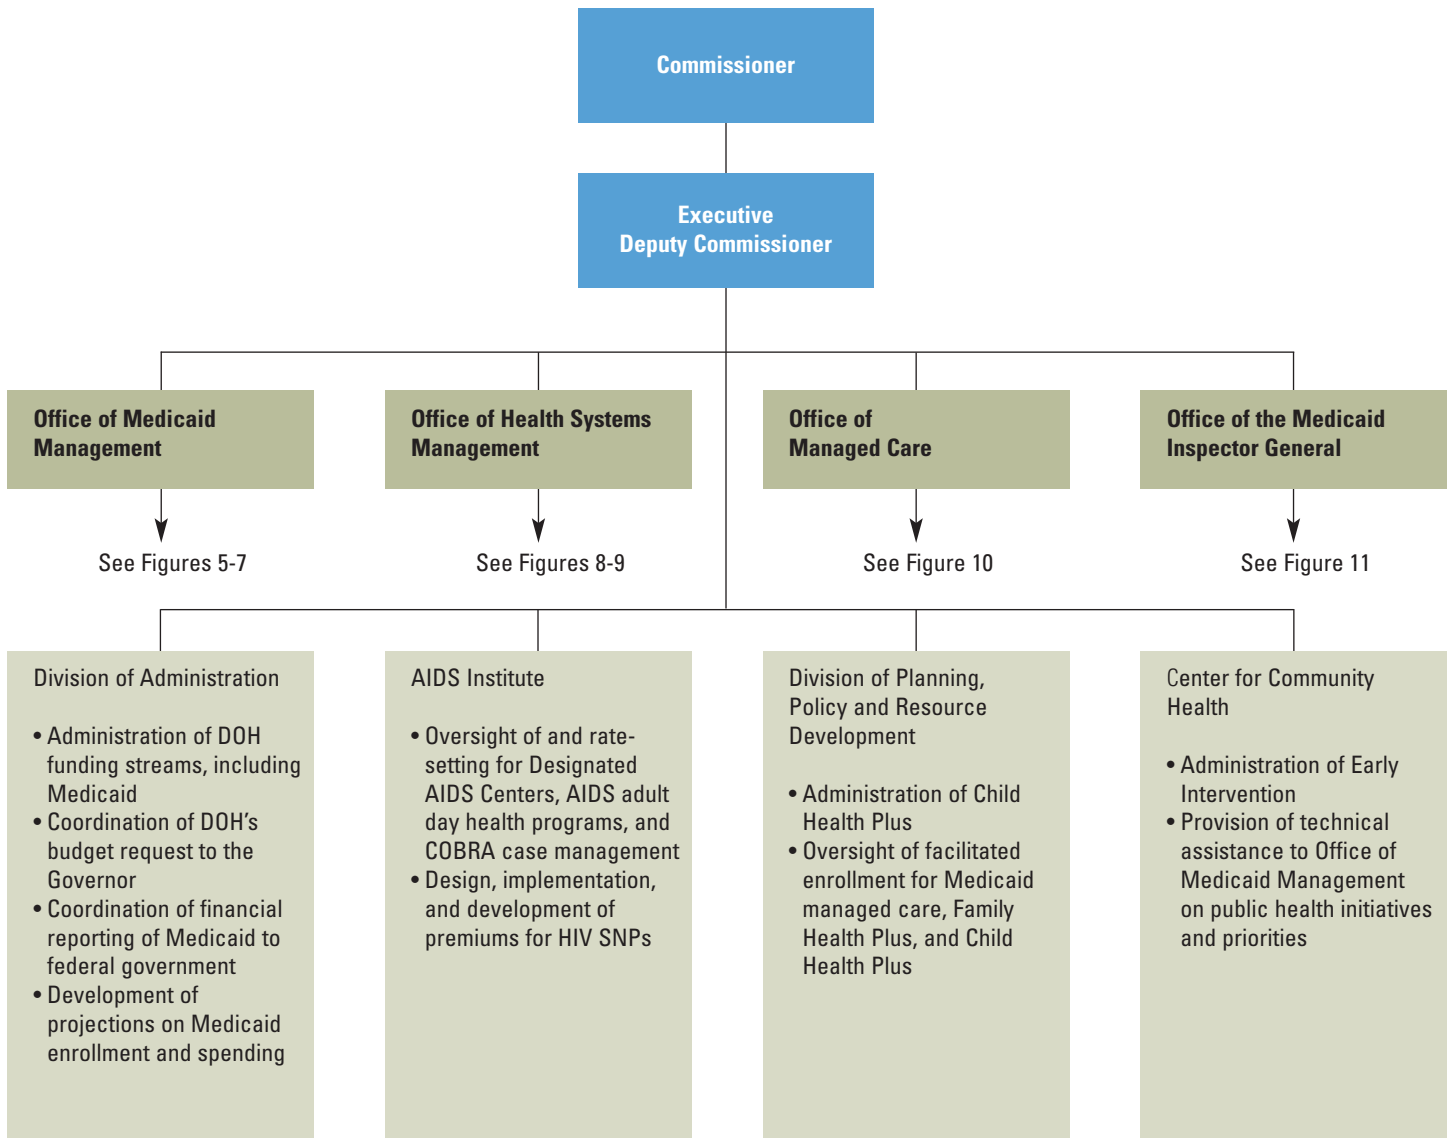 Commissioner
Executive
Deputy Commissioner
Office of Medicaid
Management
Office of Health Systems
Management
Office of
Managed Care
Office of the Medicaid
Inspector General
See Figures 5-7
See Figures 8-9
See Figure 10
See Figure 11
Division of Administration
• Administration of DOH
funding streams, including
Medicaid
• Coordination of DOH’s
budget request to the
Governor
• Coordination of financial
reporting of Medicaid to
federal government
• Development of
projections on Medicaid
enrollment and spending
AIDS Institute
• Oversight of and rate-
setting for Designated
AIDS Centers, AIDS adult
day health programs, and
COBRA case management
• Design, implementation,
and development of
premiums for HIV SNPs
Division of Planning,
Policy and Resource
Development
• Administration of Child
Health Plus
• Oversight of facilitated
enrollment for Medicaid
managed care, Family
Health Plus, and Child
Health Plus
Center for Community
Health
• Administration of Early
Intervention
• Provision of technical
assistance to Office of
Medicaid Management
on public health initiatives
and priorities